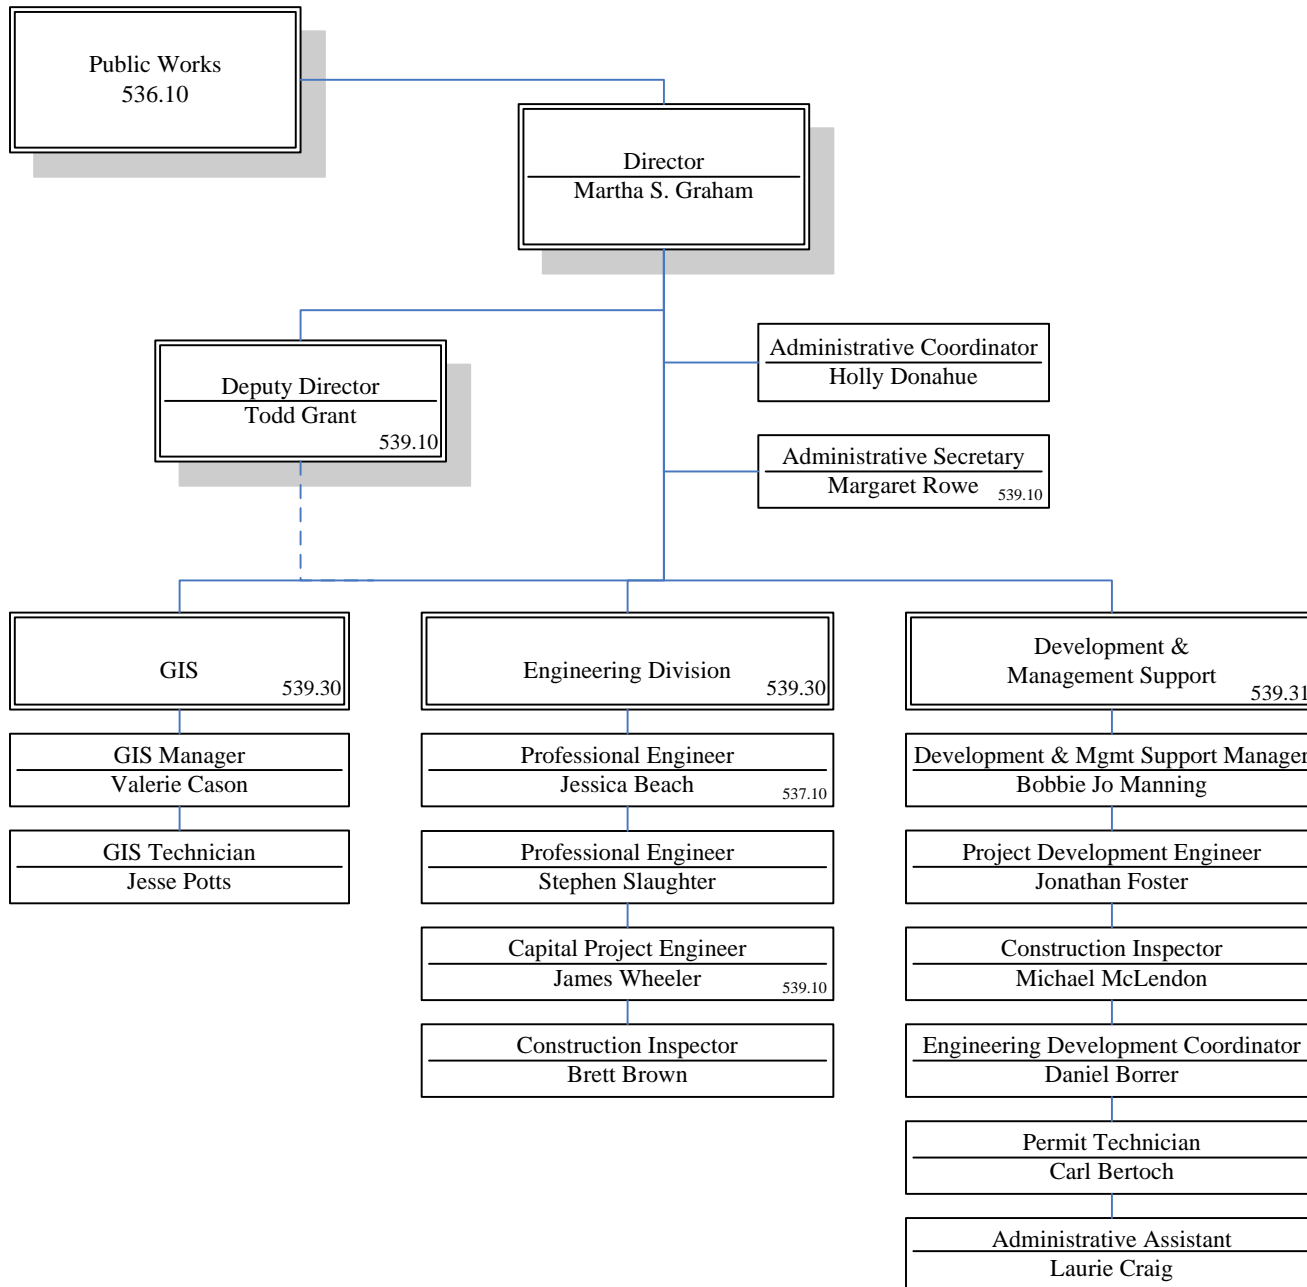 Public Works
536.10
Director
Martha S. Graham
Deputy Director
Todd Grant
539.10
Administrative Coordinator
Holly Donahue
Administrative Secretary
Margaret Rowe
539.10
GIS
539.30
GIS Manager
Valerie Cason
GIS Technician
Jesse Potts
Engineering Division
539.30
Professional Engineer
Jessica Beach
537.10
Professional Engineer
Stephen Slaughter
Capital Project Engineer
James Wheeler
539.10
Construction Inspector
Brett Brown
Development &
Management Support
539.31
Development & Mgmt Support Manager
Bobbie Jo Manning
Project Development Engineer
Jonathan Foster
Construction Inspector
Michael McLendon
Engineering Development Coordinator
Daniel Borrer
Permit Technician
Carl Bertoch
Administrative Assistant
Laurie Craig